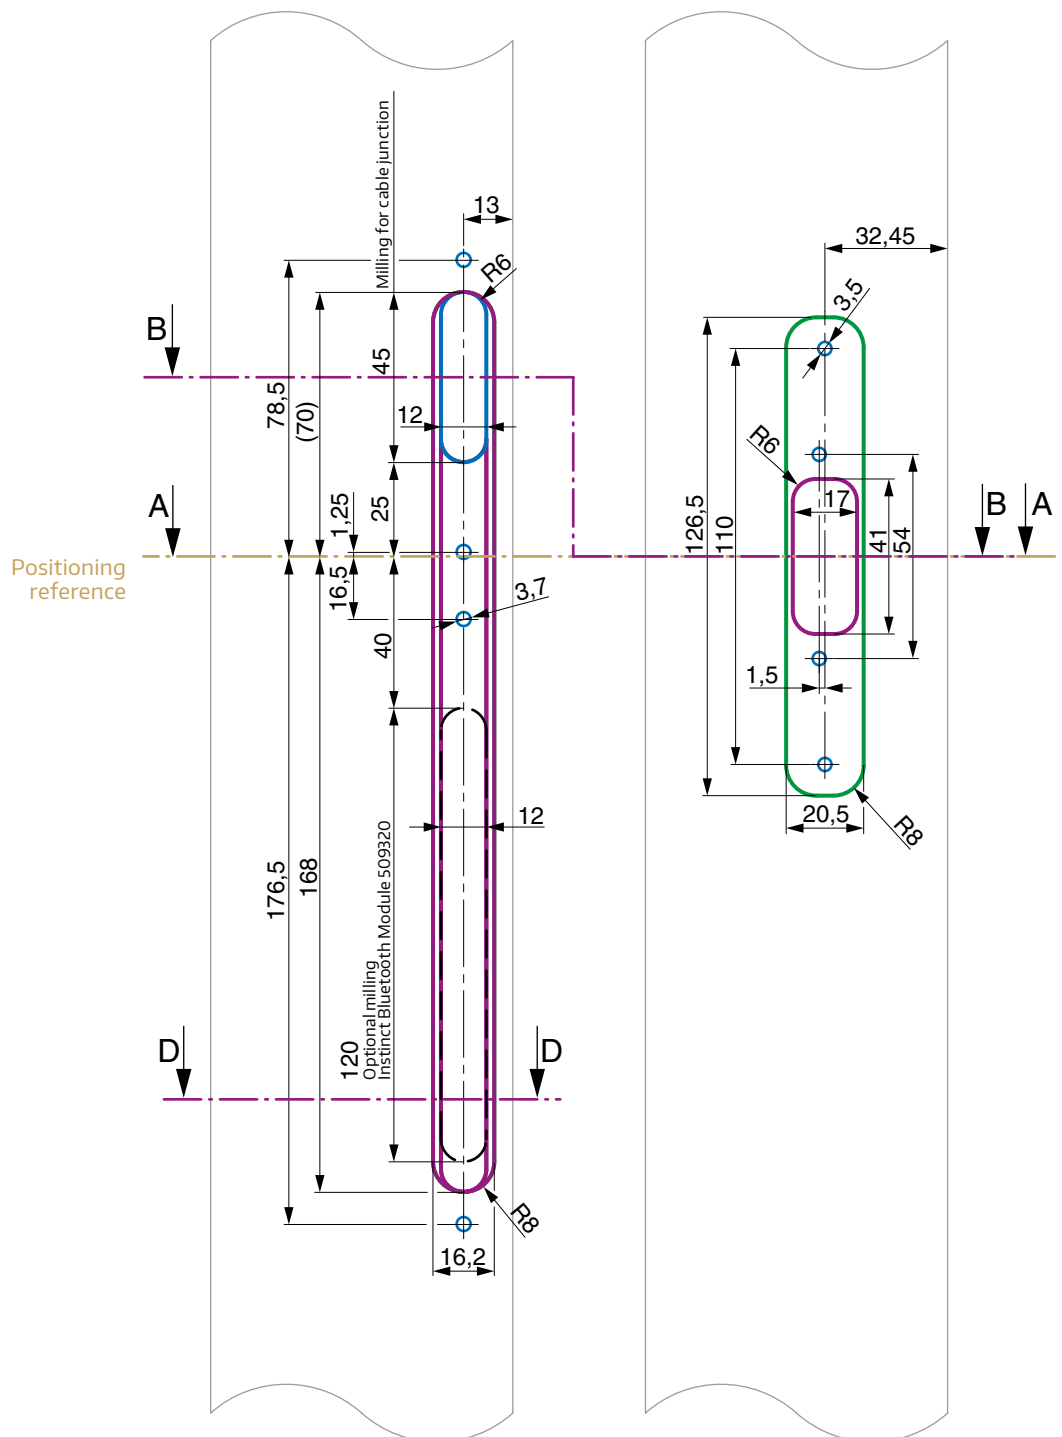 13
Milling for cable junction
R6
32,45
3,5
B
45
78,5
(70)
12
R6
17
126,5
110
A
1,25
25
41
54
B
A
Positioning
reference
16,5
3,7
40
1,5
12
20,5
R8
176,5
168
120
Optional milling
Instinct Bluetooth Module 509320
D
D
R8
16,2